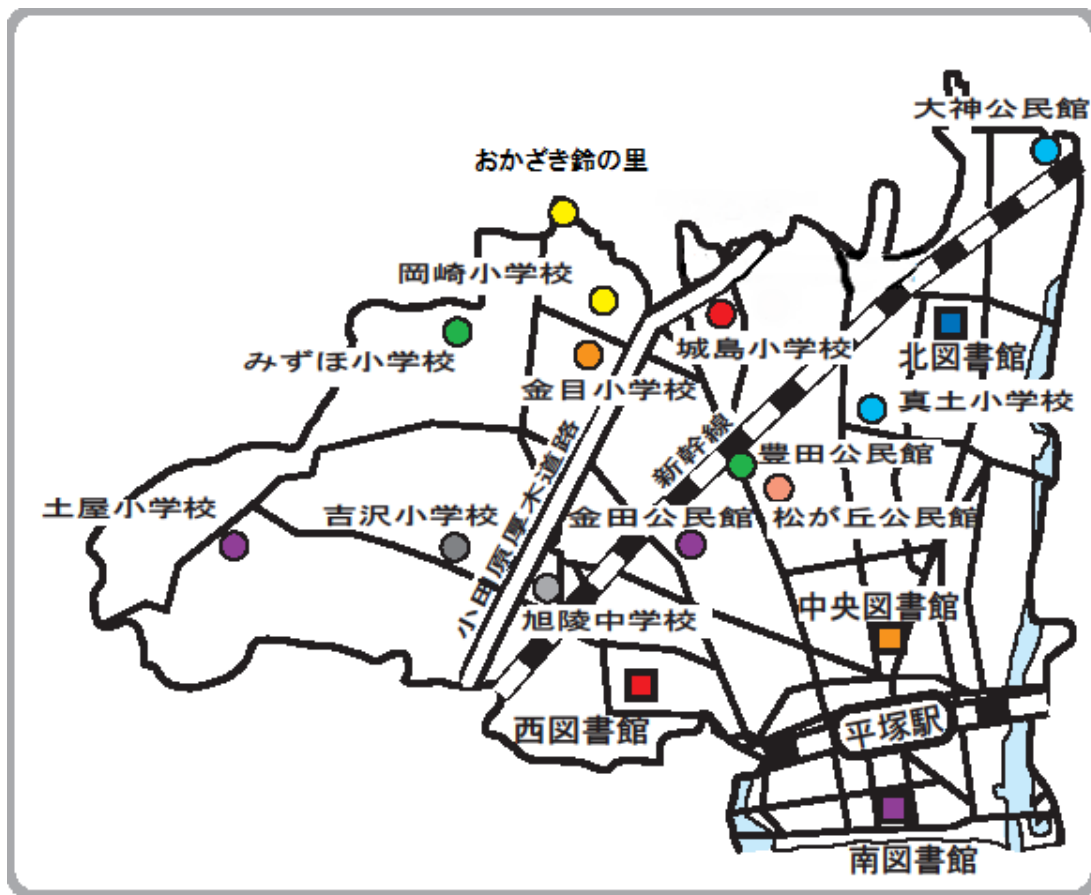 大神公民館
おかざき鈴の里
岡崎小学校
みずほ小学校
城島小学校
北図書館
金目小学校
真土小学校
新幹線
豊田公民館
小田原厚木道路
土屋小学校
吉沢小学校
金田公民館
松が丘公民館
中央図書館
旭陵中学校
西図書館
平塚駅
南図書館